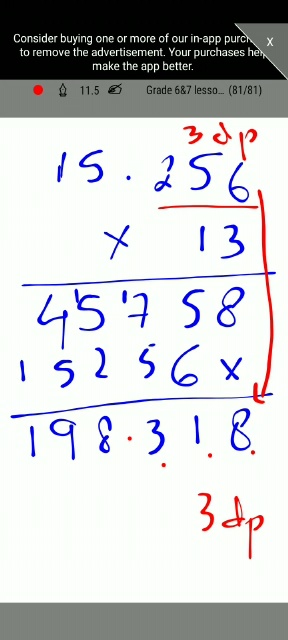 Consider buying one or more of our in-app purch
X
to remove the advertisement. Your purchases hel
make the app better.
11.5 Grade 6&7 lesso... (81/81)
3 dp
15.256
x 13
45758
15256x
198.318
3 dp